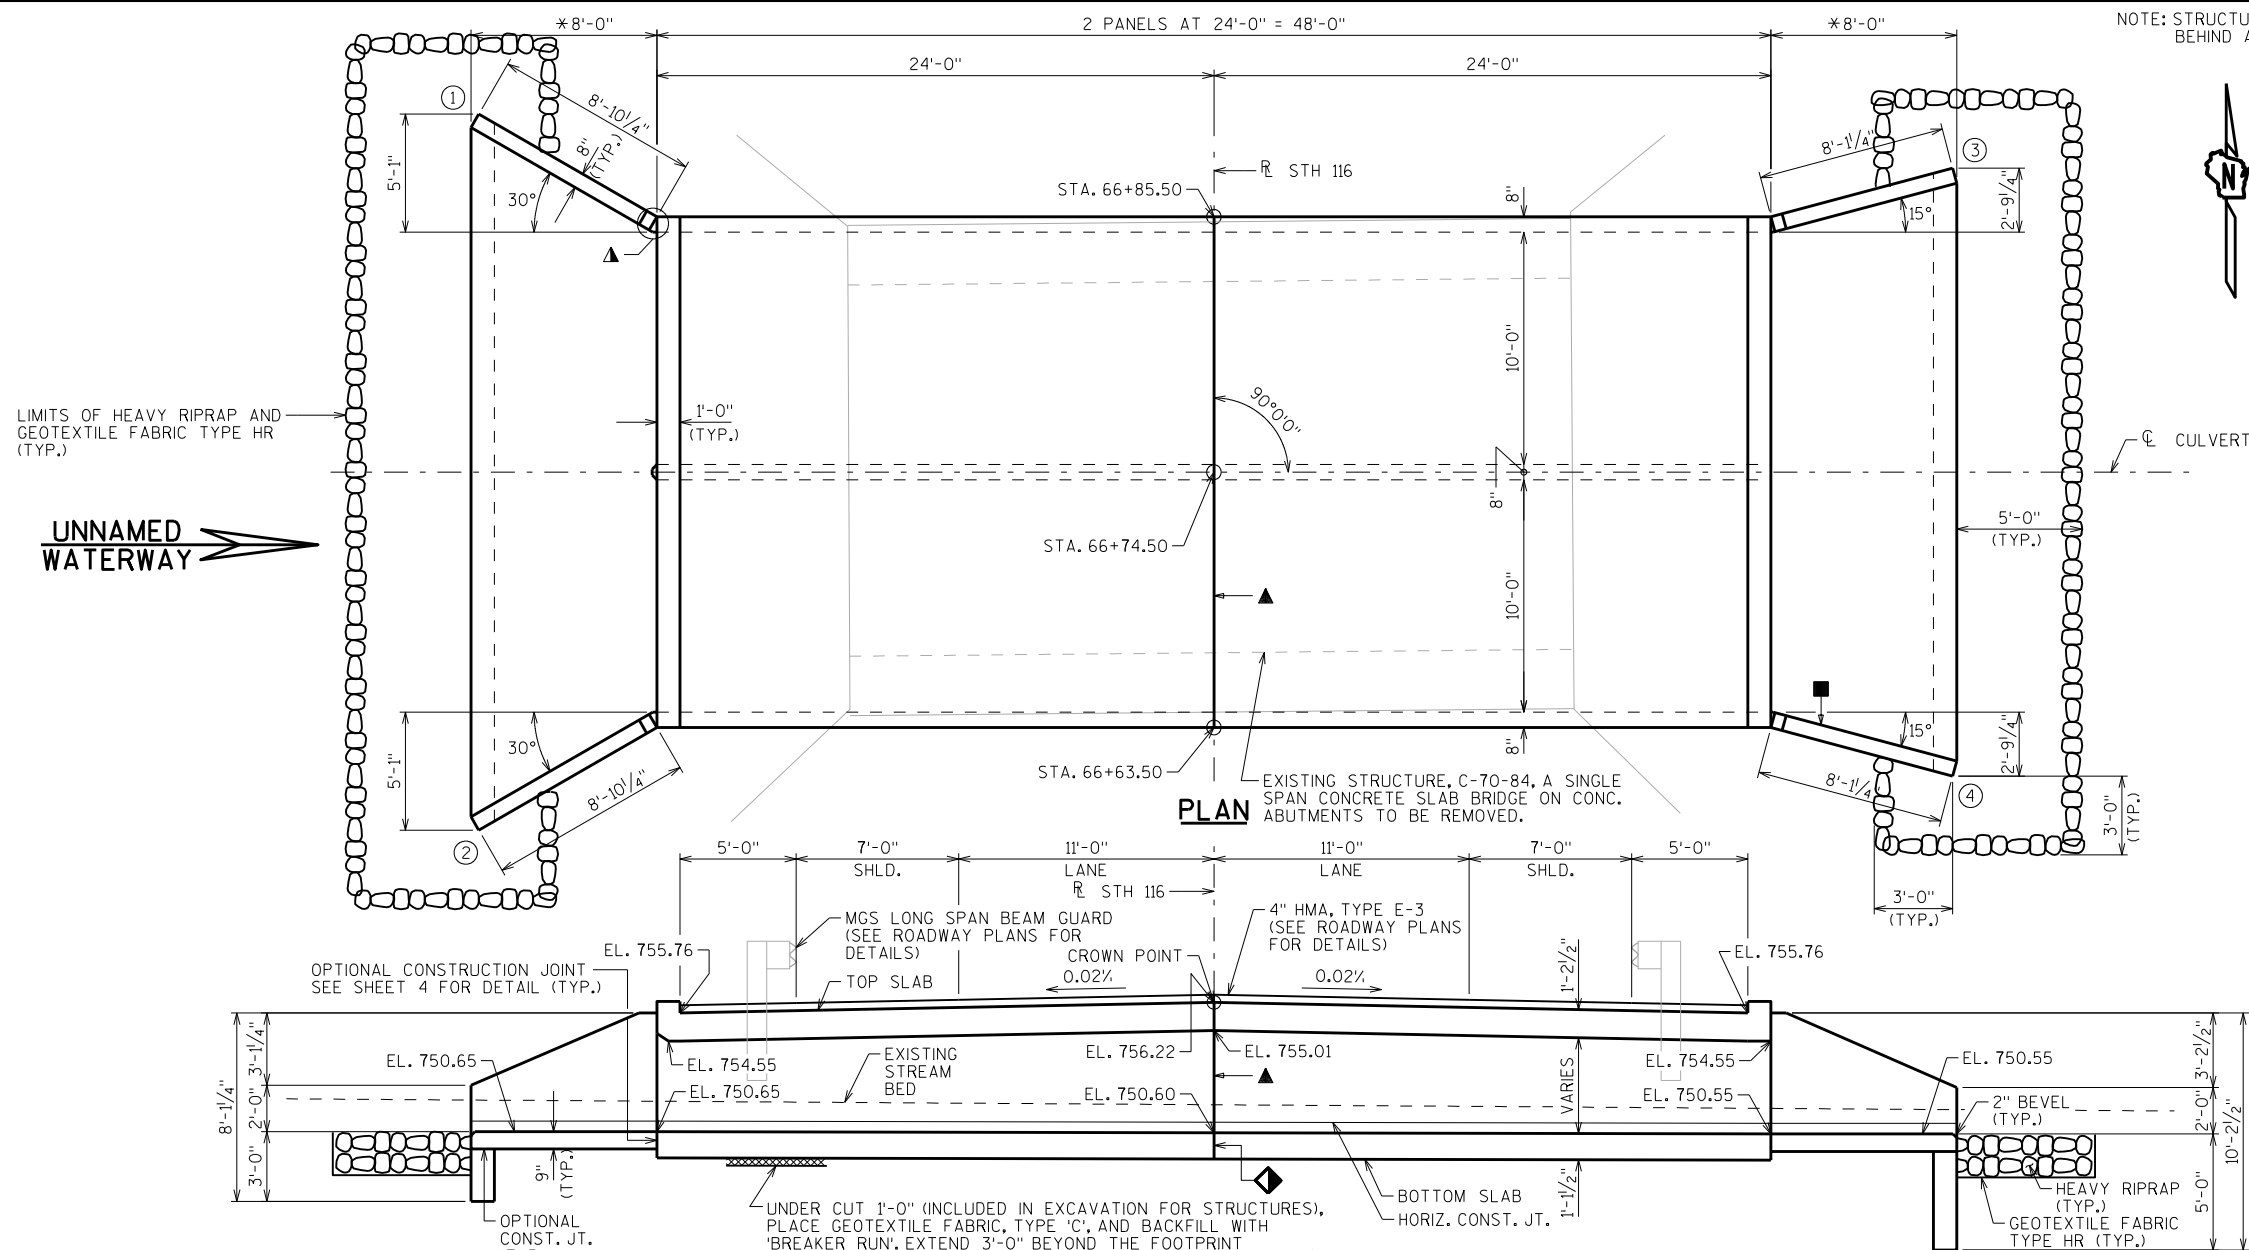 *8'-0"
2 PANELS AT 24'-0" = 48'-0"
*8'-0"
NOTE: STRUCTU
BEHIND A
24'-0"
24'-0"
1
8'-10 1/4"
8"
(TYP.)
5'-1"
30°
℞ STH 116
STA. 66+85.50
8"
8'-1 1/4"
3
15°
2'-9 1/4"
N
10'-0"
90°0'0"
LIMITS OF HEAVY RIPRAP AND
GEOTEXTILE FABRIC TYPE HR
(TYP.)
1'-0"
(TYP.)
℄ CULVERT
8"
UNNAMED
WATERWAY
STA. 66+74.50
5'-0"
(TYP.)
10'-0"
5'-1"
30°
8'-10 1/4"
2
STA. 66+63.50
8"
15°
2'-9 1/4"
8'-1 1/4"
4
3'-0"
(TYP.)
3'-0"
(TYP.)
EXISTING STRUCTURE, C-70-84, A SINGLE
SPAN CONCRETE SLAB BRIDGE ON CONC.
ABUTMENTS TO BE REMOVED.
PLAN
5'-0"
7'-0"
SHLD.
11'-0"
LANE
11'-0"
LANE
7'-0"
SHLD.
5'-0"
℞ STH 116
MGS LONG SPAN BEAM GUARD
(SEE ROADWAY PLANS FOR
DETAILS)
4" HMA, TYPE E-3
(SEE ROADWAY PLANS
FOR DETAILS)
EL. 755.76
CROWN POINT
EL. 755.76
OPTIONAL CONSTRUCTION JOINT
SEE SHEET 4 FOR DETAIL (TYP.)
TOP SLAB
0.02%
0.02%
1'-2 1/2"
8'-1 1/4"
3'-1 1/4"
2'-0"
3'-0"
EL. 750.65
EL. 754.55
EL. 750.65
EXISTING
STREAM
BED
EL. 756.22
EL. 755.01
EL. 750.60
VARIES
EL. 754.55
EL. 750.55
EL. 750.55
2" BEVEL
(TYP.)
3'-2 1/2"
2'-0"
5'-0"
10'-2 1/2"
9"
(TYP.)
1'-1 1/2"
OPTIONAL
CONST. JT.
UNDER CUT 1'-0" (INCLUDED IN EXCAVATION FOR STRUCTURES),
PLACE GEOTEXTILE FABRIC, TYPE 'C', AND BACKFILL WITH
'BREAKER RUN'. EXTEND 3'-0" BEYOND THE FOOTPRINT
BOTTOM SLAB
HORIZ. CONST. JT.
HEAVY RIPRAP
(TYP.)
GEOTEXTILE FABRIC
TYPE HR (TYP.)